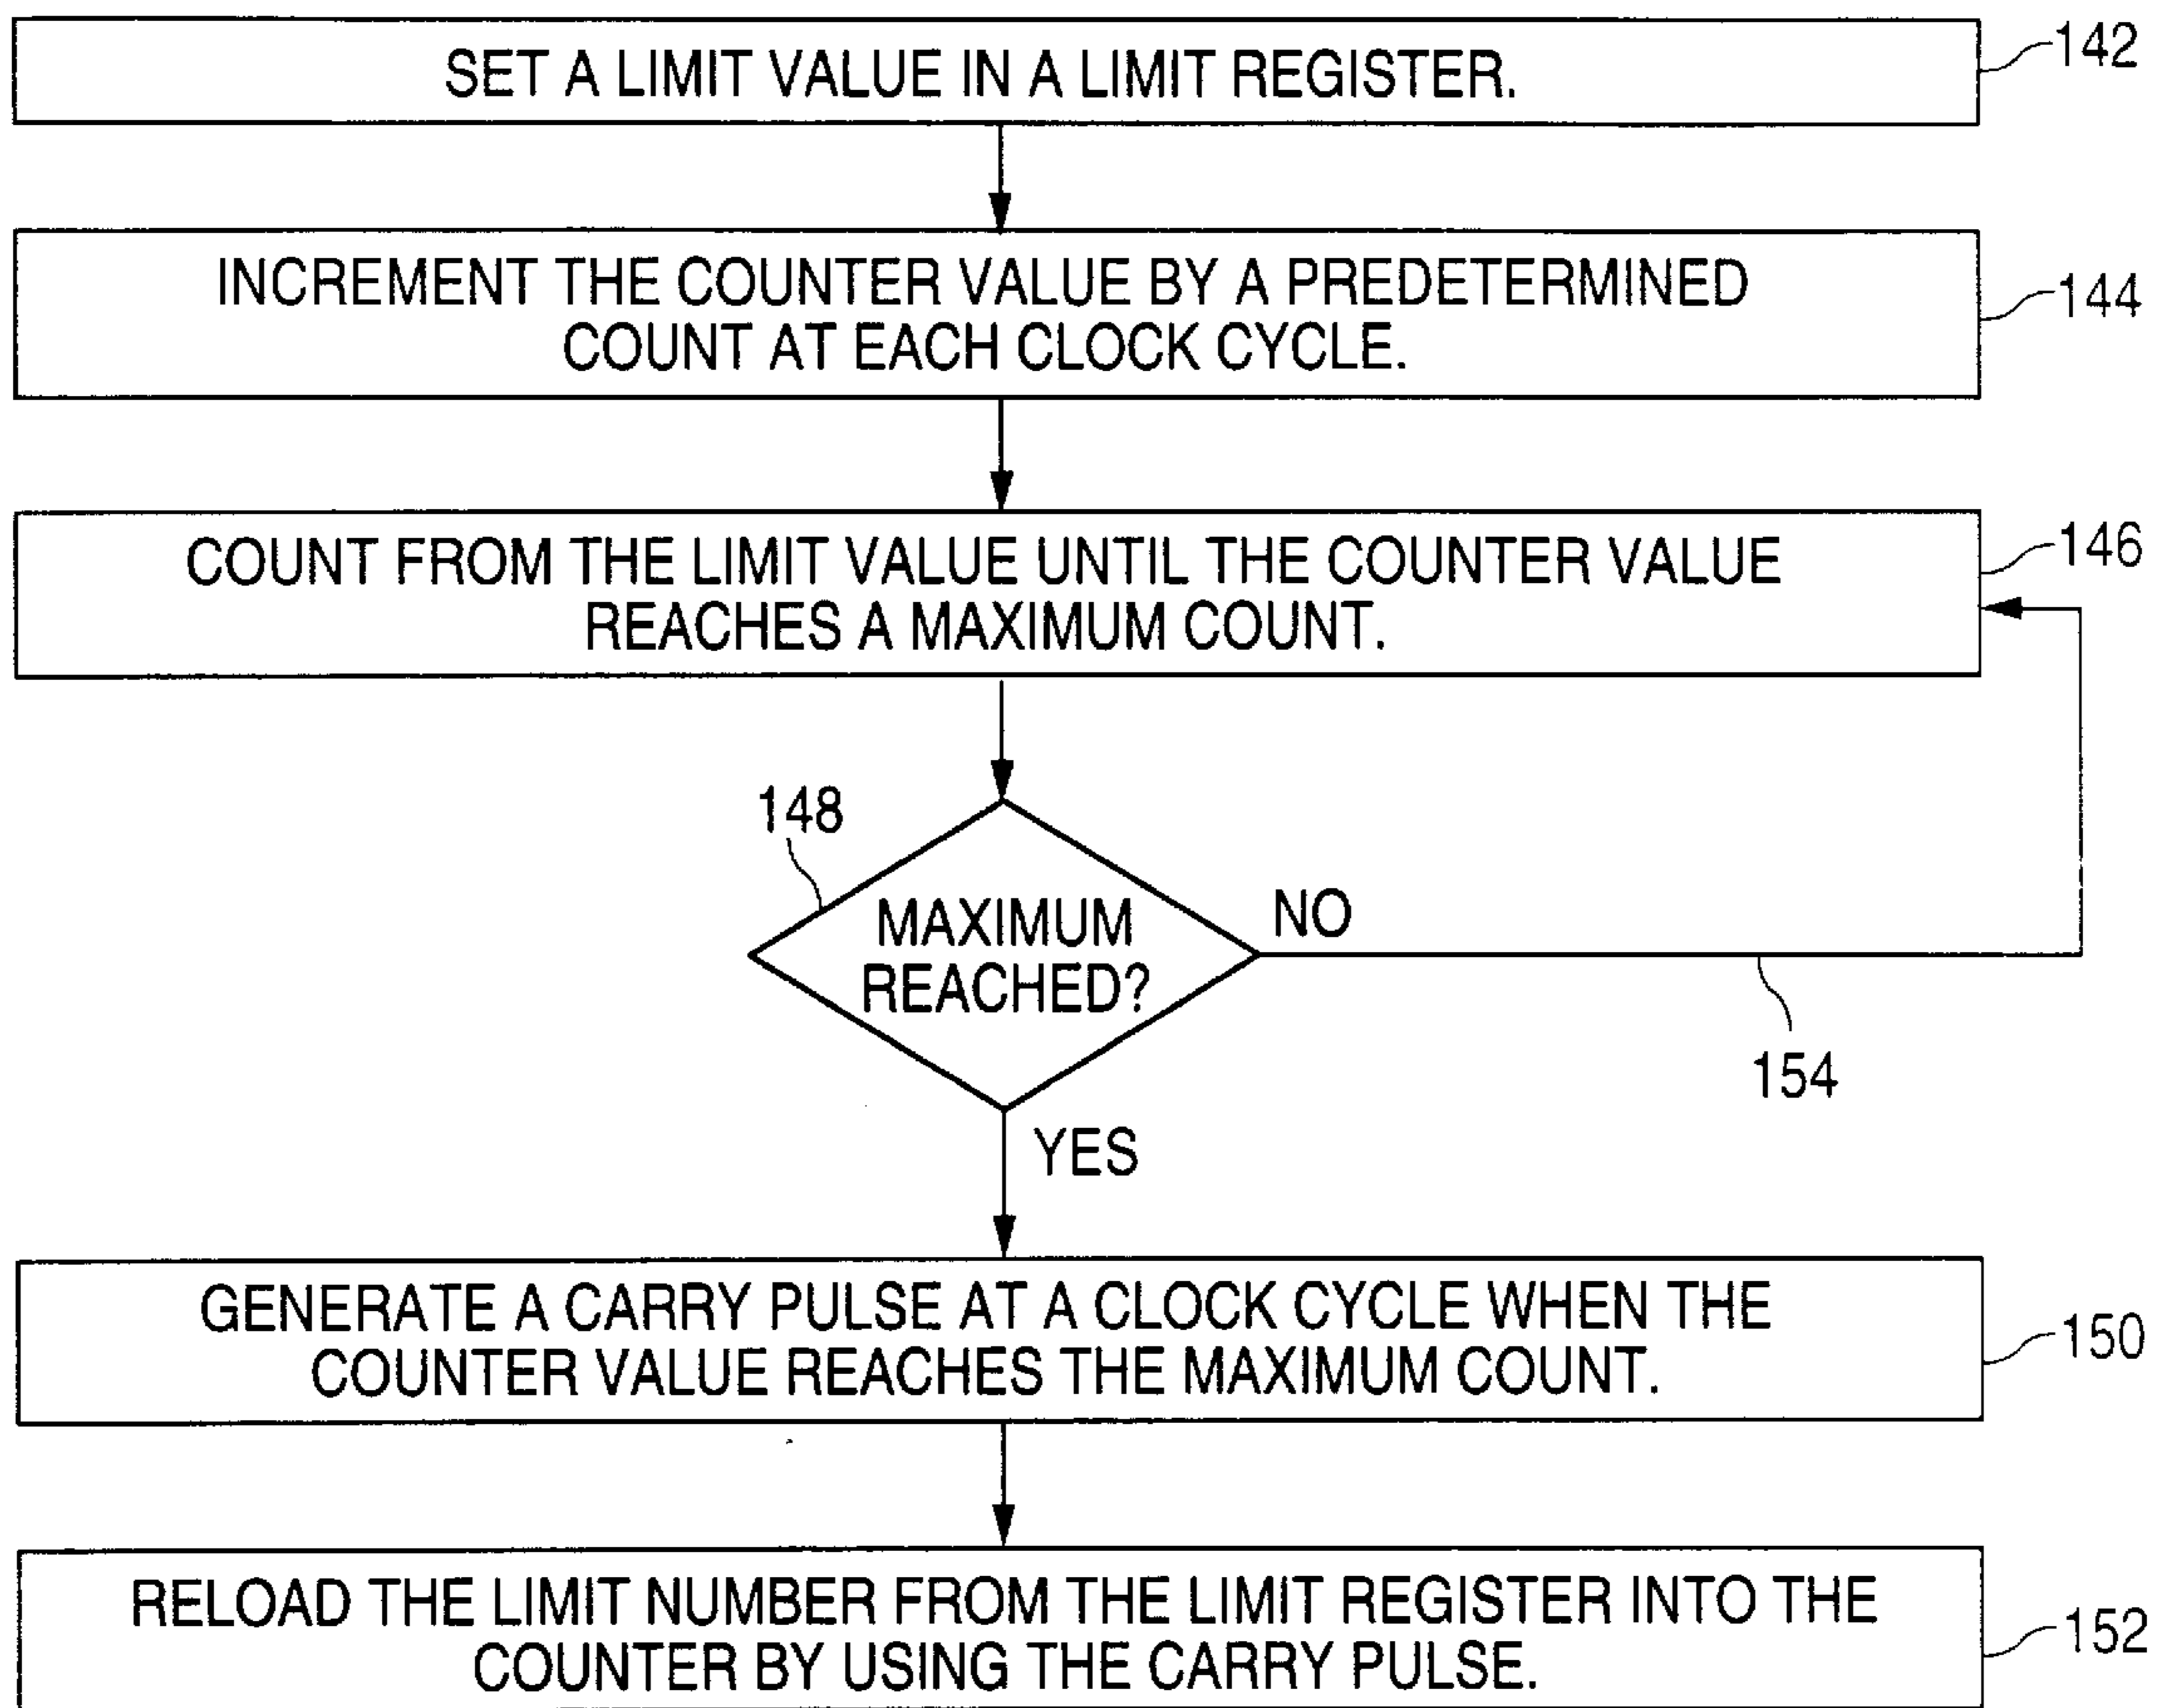 SET A LIMIT VALUE IN A LIMIT REGISTER.
142
INCREMENT THE COUNTER VALUE BY A PREDETERMINED
COUNT AT EACH CLOCK CYCLE.
144
COUNT FROM THE LIMIT VALUE UNTIL THE COUNTER VALUE
REACHES A MAXIMUM COUNT.
146
148
MAXIMUM
REACHED?
NO
154
YES
GENERATE A CARRY PULSE AT A CLOCK CYCLE WHEN THE
COUNTER VALUE REACHES THE MAXIMUM COUNT.
150
RELOAD THE LIMIT NUMBER FROM THE LIMIT REGISTER INTO THE
COUNTER BY USING THE CARRY PULSE.
152